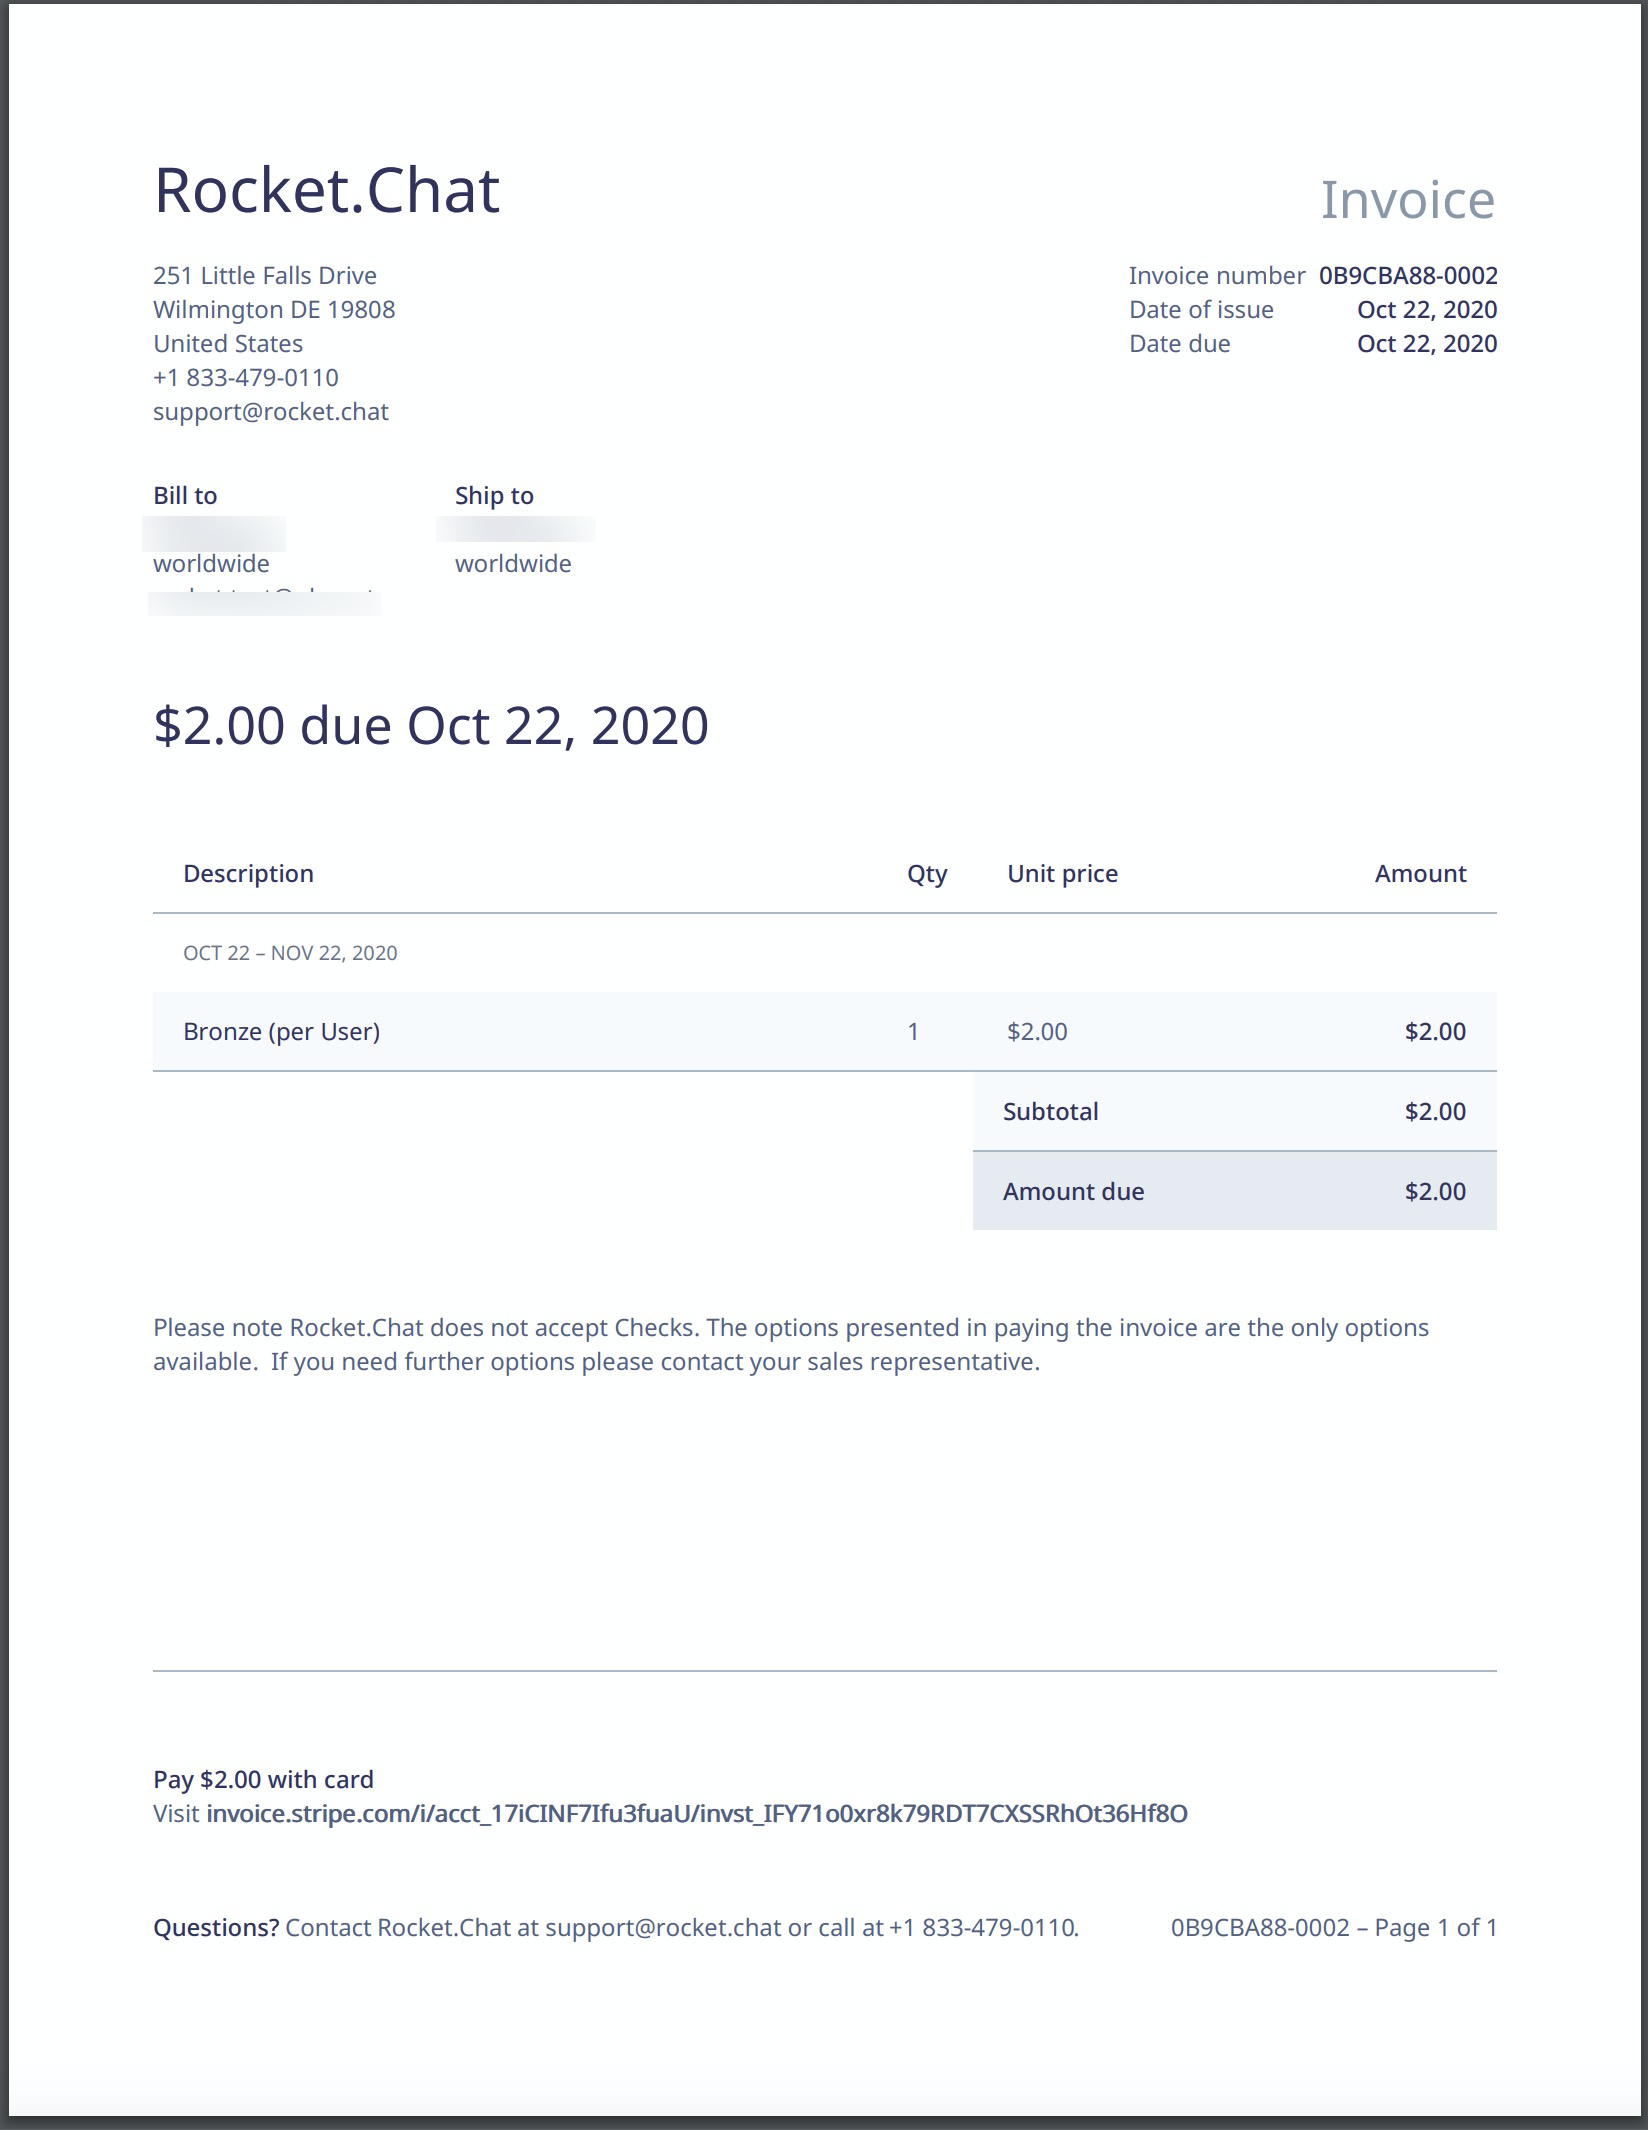 Rocket.Chat
Invoice
251 Little Falls Drive
Wilmington DE 19808
United States
+1 833-479-0110
support@rocket.chat
Invoice number 0B9CBA88-0002
Date of issue Oct 22, 2020
Date due Oct 22, 2020
Bill to
worldwide
Ship to
worldwide
$2.00 due Oct 22, 2020
Description Qty Unit price Amount
OCT 22 – NOV 22, 2020
Bronze (per User) 1 $2.00 $2.00
Subtotal $2.00
Amount due $2.00
Please note Rocket.Chat does not accept Checks. The options presented in paying the invoice are the only options
available.  If you need further options please contact your sales representative.
Pay $2.00 with card
Visit invoice.stripe.com/i/acct_17iCINF7Ifu3fuaU/invst_IFY71o0xr8k79RDT7CXSSRhOt36Hf8O
Questions? Contact Rocket.Chat at support@rocket.chat or call at +1 833-479-0110.
0B9CBA88-0002 – Page 1 of 1